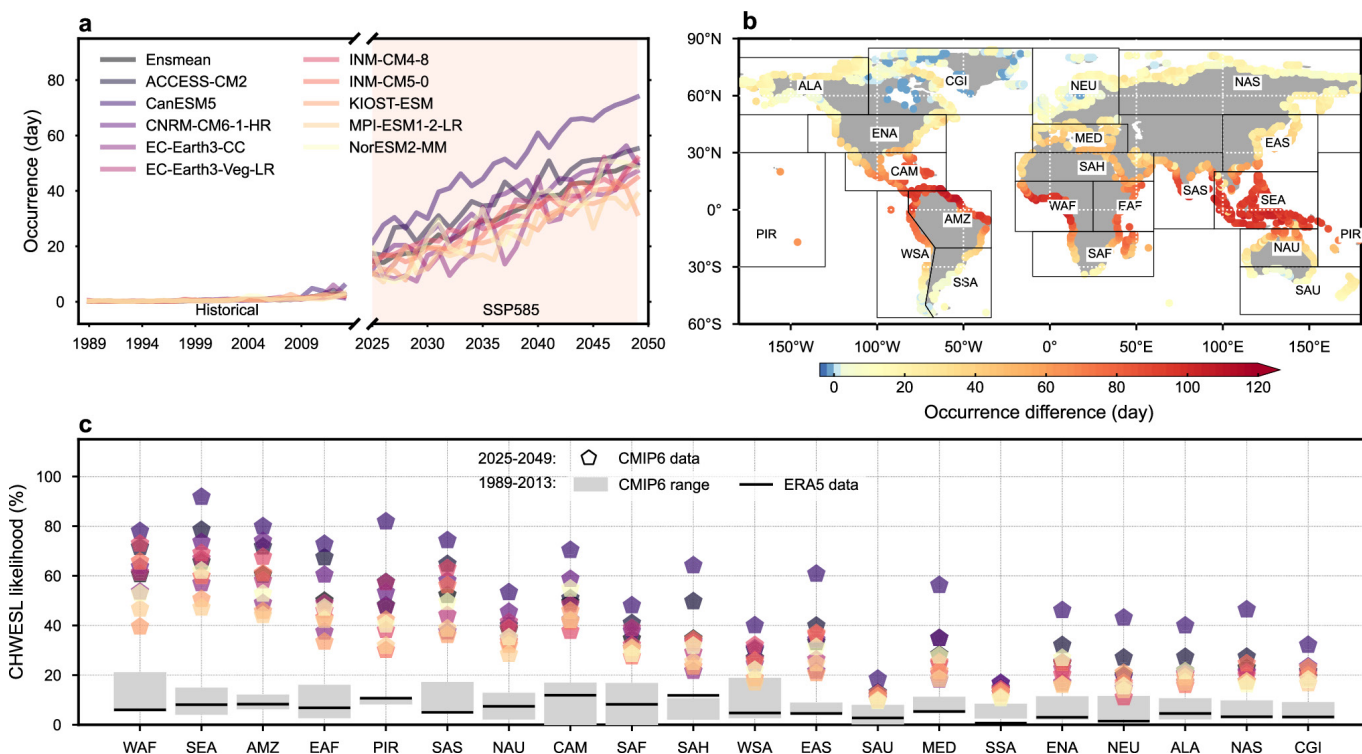 a
Occurrence (day)
80
60
40
20
0
Ensmean
ACCESS-CM2
CanESM5
CNRM-CM6-1-HR
EC-Earth3-CC
EC-Earth3-Veg-LR
INM-CM4-8
INM-CM5-0
KIOST-ESM
MPI-ESM1-2-LR
NorESM2-MM
Historical
SSP585
1989 1994 1999 2004 2009 2025 2030 2035 2040 2045 2050
b
90°N
60°N
30°N
0°
30°S
60°S
ALA
CGI
NEU
NAS
ENA
MED
EAS
SAH
CAM
SAS
SEA
WAF
EAF
AMZ
PIR
WSA
SAF
NAU
PIR
SSA
SAU
150°W 100°W 50°W 0° 50°E 100°E 150°E
0 20 40 60 80 100 120
Occurrence difference (day)
c
CHWESL likelihood (%)
100
80
60
40
20
0
2025-2049: CMIP6 data
1989-2013: CMIP6 range ERA5 data
WAF SEA AMZ EAF PIR SAS NAU CAM SAF SAH WSA EAS SAU MED SSA ENA NEU ALA NAS CGI